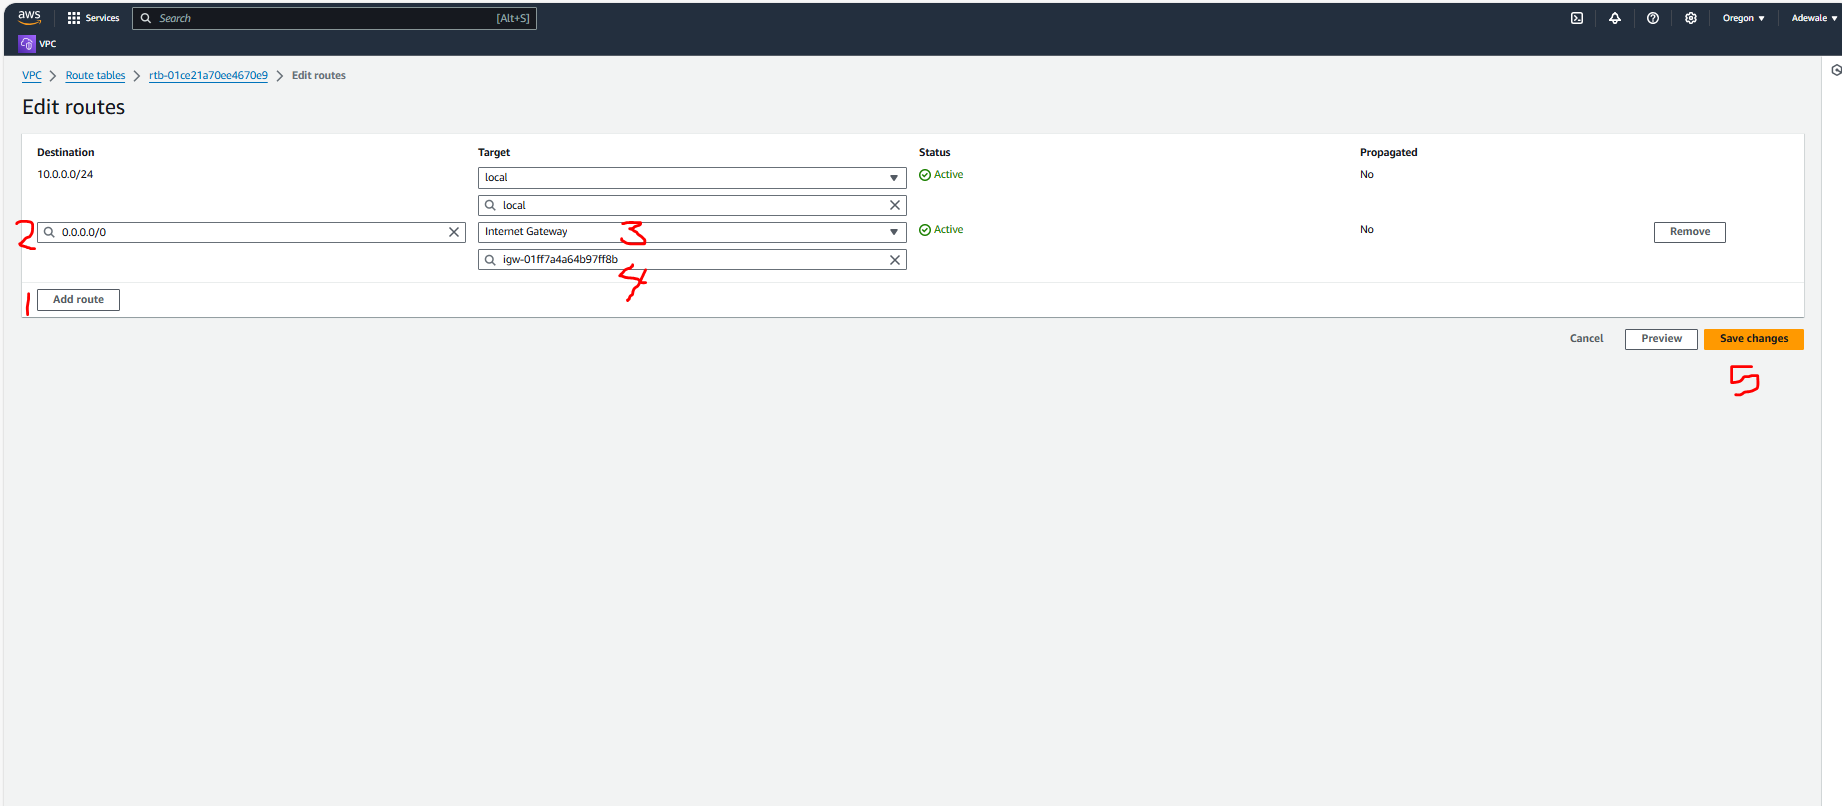 aws Services Search [Alt+S] Oregon Adewale
VPC
VPC Route tables rtb-01ce21a70ee4670e9 Edit routes
Edit routes
Destination Target Status Propagated
10.0.0.0/24 local Active No
local
2 0.0.0.0/0 Internet Gateway 3 Active No Remove
igw-01ff7a4a64b97ff8b
4
1 Add route
Cancel Preview Save changes
5